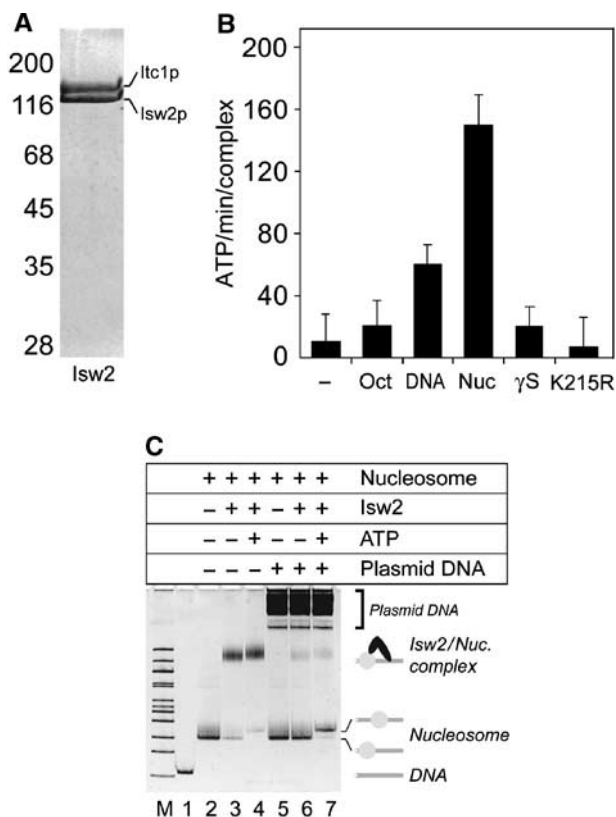 A
200
116
68
45
35
28
Itc1p
Isw2p
Isw2
B
ATP/min/complex
200
160
120
80
40
0
– Oct DNA Nuc γS K215R
C
+ + + + + + Nucleosome
– + + – + + Isw2
– – + – – + ATP
– – – + + + Plasmid DNA
Plasmid DNA
Isw2/Nuc.
complex
Nucleosome
DNA
M 1 2 3 4 5 6 7